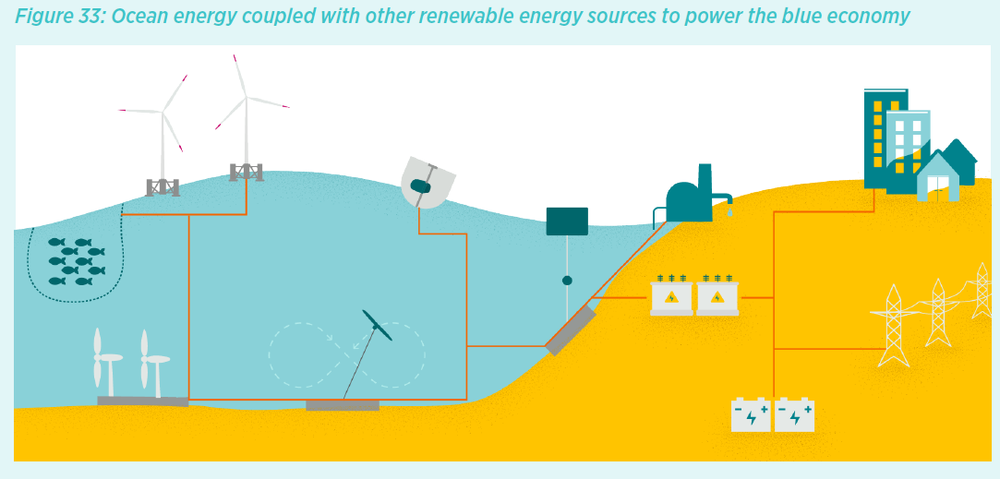 Figure 33: Ocean energy coupled with other renewable energy sources to power the blue economy